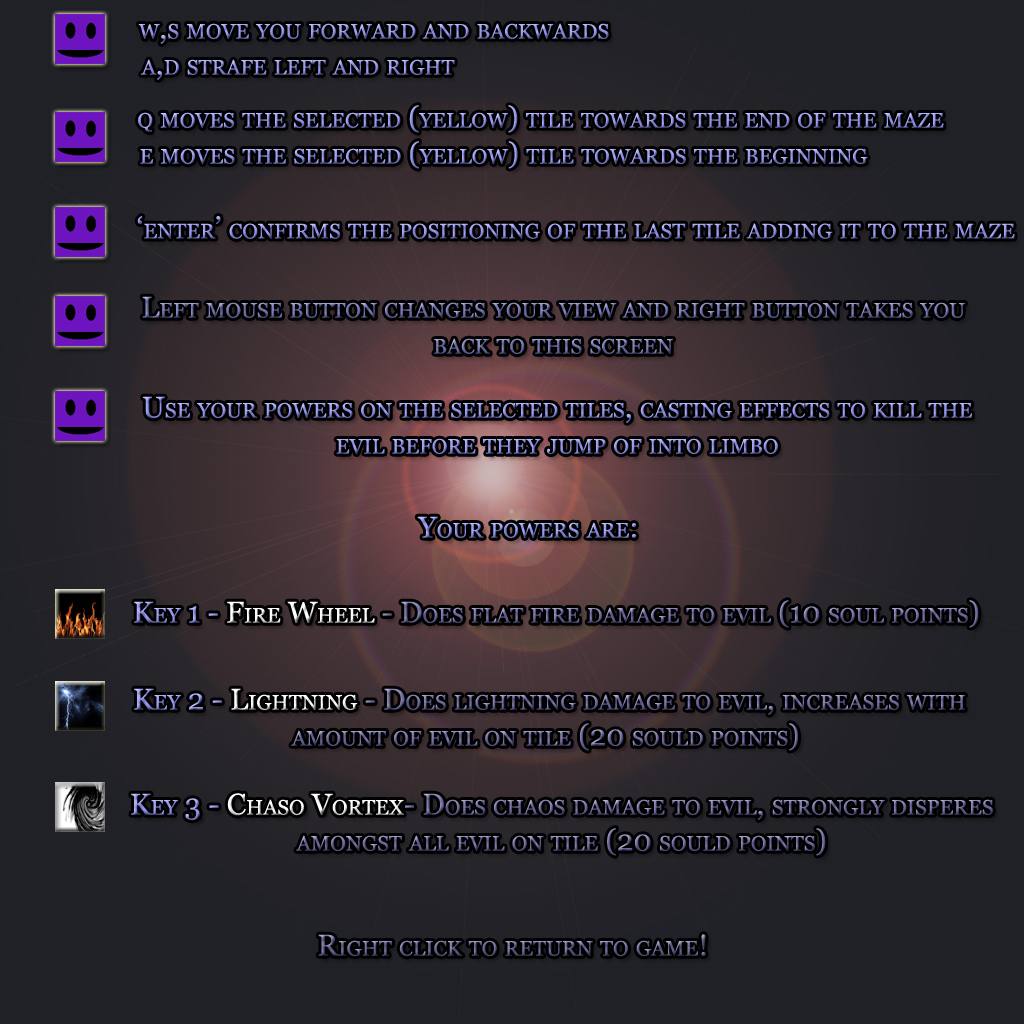 W,S MOVE YOU FORWARD AND BACKWARDS
A,D STRAFE LEFT AND RIGHT
Q MOVES THE SELECTED (YELLOW) TILE TOWARDS THE END OF THE MAZE
E MOVES THE SELECTED (YELLOW) TILE TOWARDS THE BEGINNING
‘ENTER’ CONFIRMS THE POSITIONING OF THE LAST TILE ADDING IT TO THE MAZE
LEFT MOUSE BUTTON CHANGES YOUR VIEW AND RIGHT BUTTON TAKES YOU
BACK TO THIS SCREEN
USE YOUR POWERS ON THE SELECTED TILES, CASTING EFFECTS TO KILL THE
EVIL BEFORE THEY JUMP OF INTO LIMBO
YOUR POWERS ARE:
KEY 1 - FIRE WHEEL - DOES FLAT FIRE DAMAGE TO EVIL (10 SOUL POINTS)
KEY 2 - LIGHTNING - DOES LIGHTNING DAMAGE TO EVIL, INCREASES WITH
AMOUNT OF EVIL ON TILE (20 SOULD POINTS)
KEY 3 - CHASO VORTEX- DOES CHAOS DAMAGE TO EVIL, STRONGLY DISPERES
AMONGST ALL EVIL ON TILE (20 SOULD POINTS)
RIGHT CLICK TO RETURN TO GAME!